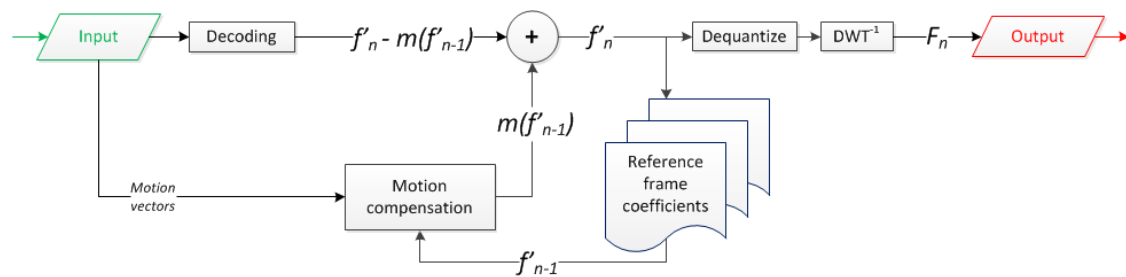 Input
Decoding
f'ₙ - m(f'ₙ₋₁)
+
f'ₙ
Dequantize
DWT⁻¹
Fₙ
Output
m(f'ₙ₋₁)
Motion
vectors
Motion
compensation
Reference
frame
coefficients
f'ₙ₋₁